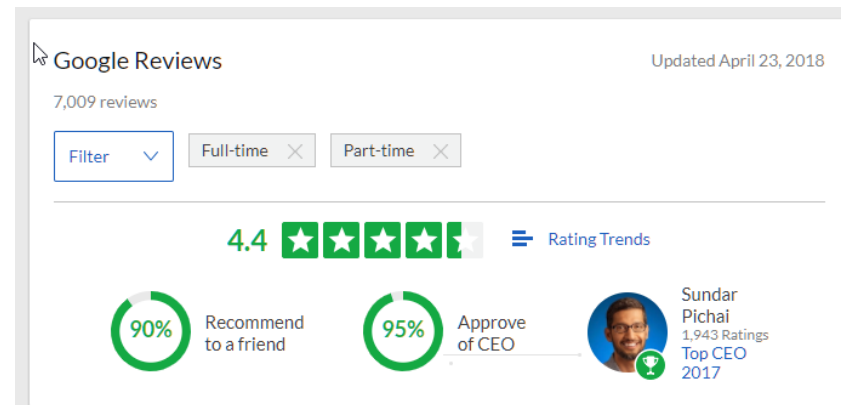 Google Reviews
Updated April 23, 2018
7,009 reviews
Filter
Full-time
Part-time
4.4
Rating Trends
90%
Recommend
to a friend
95%
Approve
of CEO
Sundar
Pichai
1,943 Ratings
Top CEO
2017